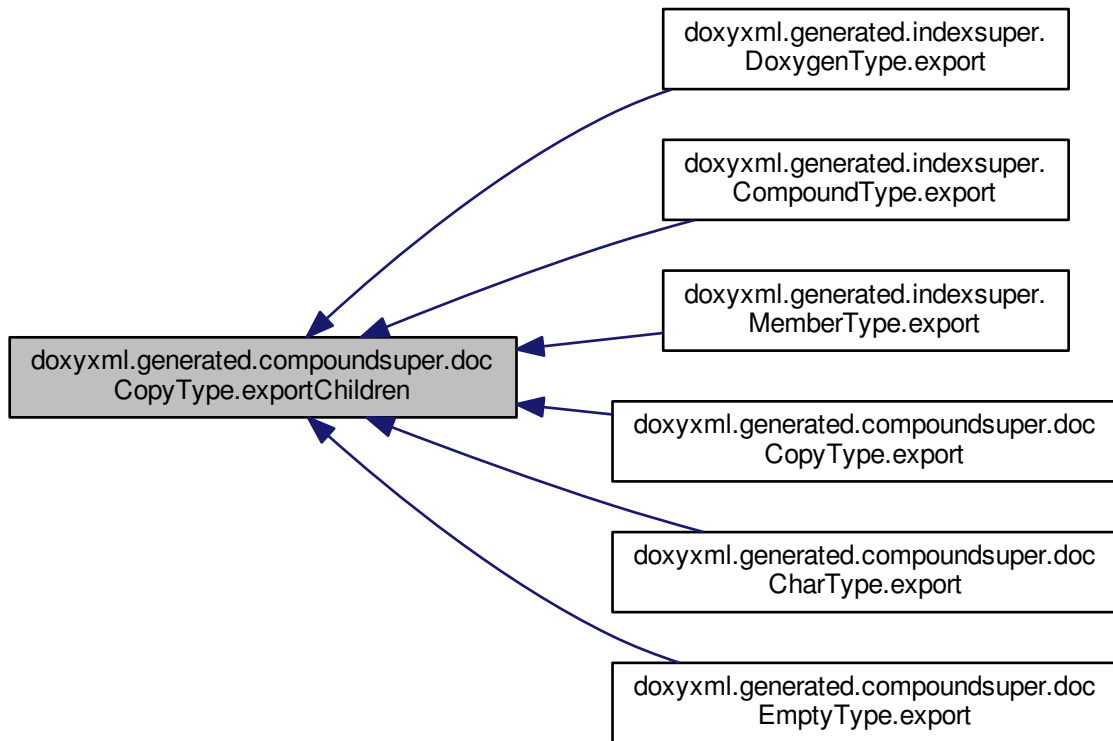 doxyxml.generated.indexsuper.
DoxygenType.export
doxyxml.generated.indexsuper.
CompoundType.export
doxyxml.generated.indexsuper.
MemberType.export
doxyxml.generated.compoundsuper.doc
CopyType.exportChildren
doxyxml.generated.compoundsuper.doc
CopyType.export
doxyxml.generated.compoundsuper.doc
CharType.export
doxyxml.generated.compoundsuper.doc
EmptyType.export